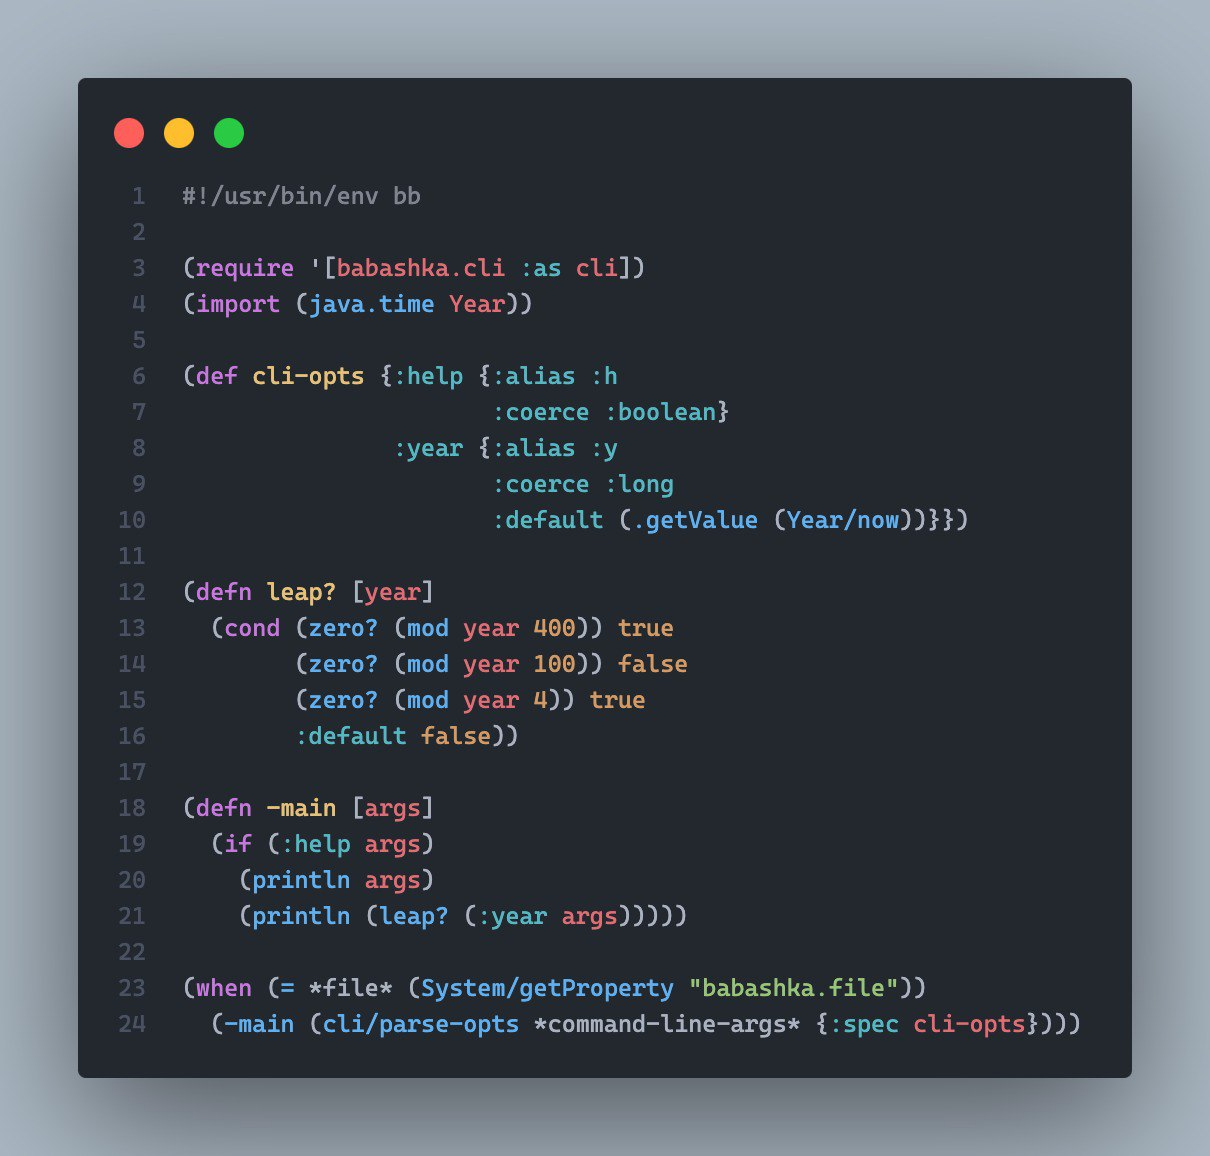 1 #!/usr/bin/env bb
2
3 (require '[babashka.cli :as cli])
4 (import (java.time Year))
5
6 (def cli-opts {:help {:alias :h
7                       :coerce :boolean}
8                :year {:alias :y
9                       :coerce :long
10                       :default (.getValue (Year/now))}})
11
12 (defn leap? [year]
13   (cond (zero? (mod year 400)) true
14         (zero? (mod year 100)) false
15         (zero? (mod year 4)) true
16         :default false))
17
18 (defn -main [args]
19   (if (:help args)
20     (println args)
21     (println (leap? (:year args)))))
22
23 (when (= *file* (System/getProperty "babashka.file"))
24   (-main (cli/parse-opts *command-line-args* {:spec cli-opts})))